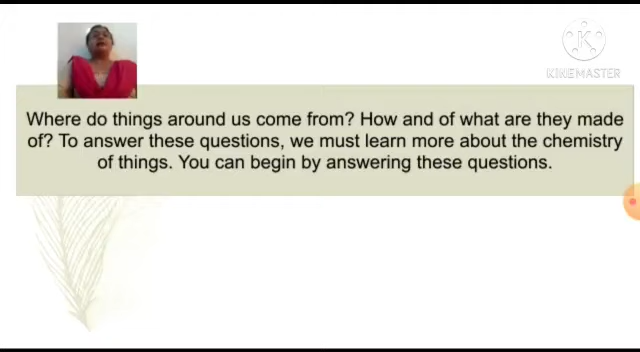 KINEMASTER
Where do things around us come from? How and of what are they made
of? To answer these questions, we must learn more about the chemistry
of things. You can begin by answering these questions.